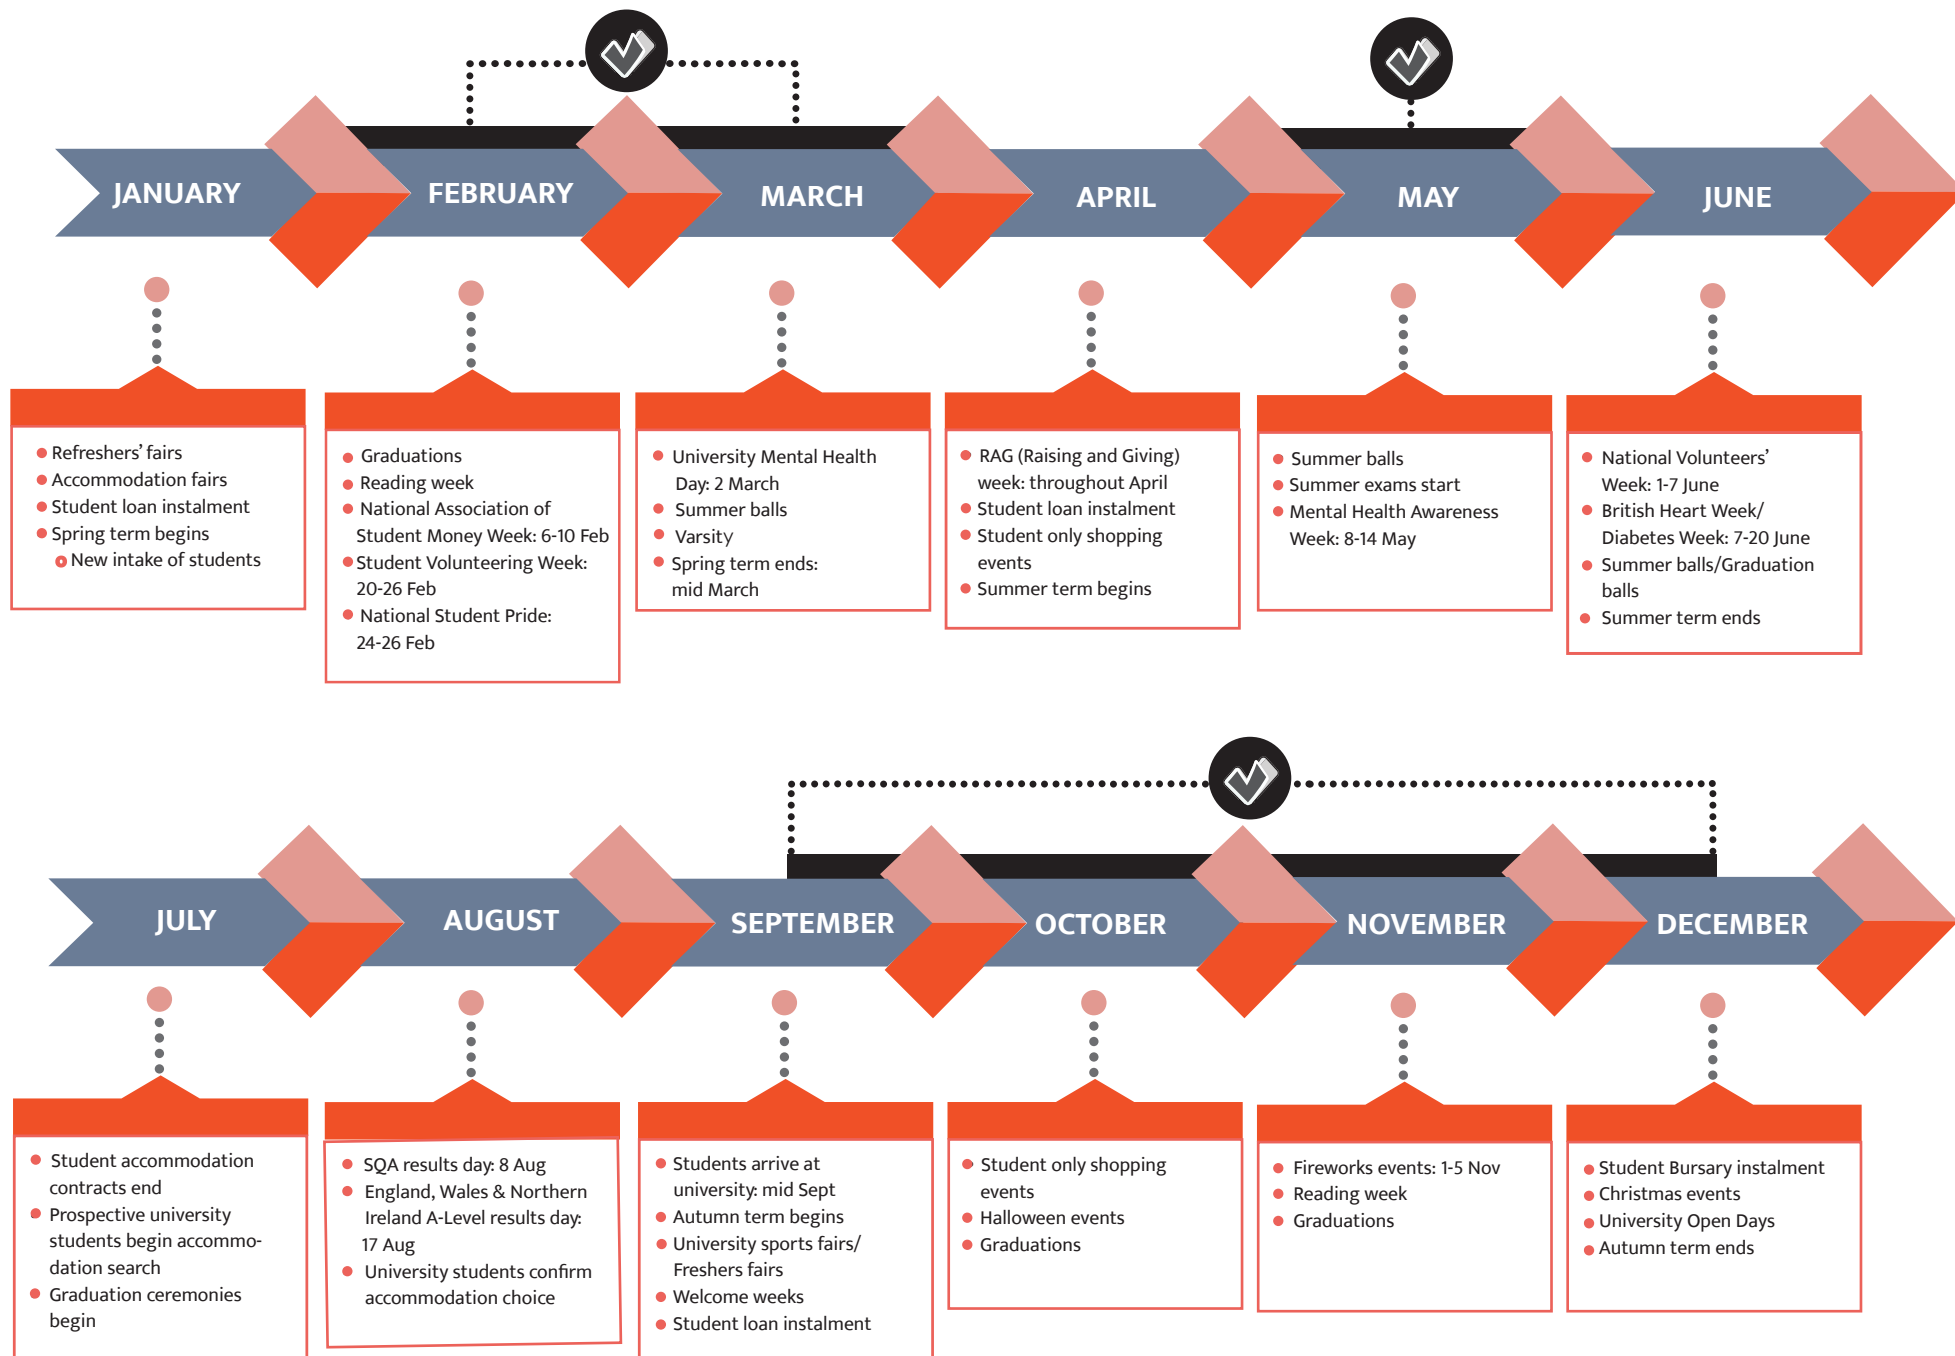 JANUARY
FEBRUARY
MARCH
APRIL
MAY
JUNE
Refreshers' fairs
Accommodation fairs
Student loan instalment
Spring term begins
New intake of students
Graduations
Reading week
National Association of
Student Money Week: 6-10 Feb
Student Volunteering Week:
20-26 Feb
National Student Pride:
24-26 Feb
University Mental Health
Day: 2 March
Summer balls
Varsity
Spring term ends:
mid March
RAG (Raising and Giving)
week: throughout April
Student loan instalment
Student only shopping
events
Summer term begins
Summer balls
Summer exams start
Mental Health Awareness
Week: 8-14 May
National Volunteers'
Week: 1-7 June
British Heart Week/
Diabetes Week: 7-20 June
Summer balls/Graduation
balls
Summer term ends
JULY
AUGUST
SEPTEMBER
OCTOBER
NOVEMBER
DECEMBER
Student accommodation
contracts end
Prospective university
students begin accommo-
dation search
Graduation ceremonies
begin
SQA results day: 8 Aug
England, Wales & Northern
Ireland A-Level results day:
17 Aug
University students confirm
accommodation choice
Students arrive at
university: mid Sept
Autumn term begins
University sports fairs/
Freshers fairs
Welcome weeks
Student loan instalment
Student only shopping
events
Halloween events
Graduations
Fireworks events: 1-5 Nov
Reading week
Graduations
Student Bursary instalment
Christmas events
University Open Days
Autumn term ends